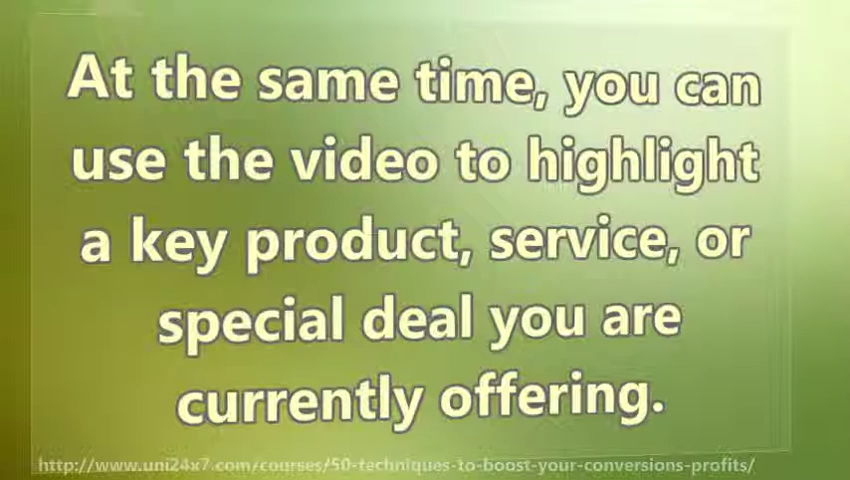 At the same time, you can
use the video to highlight
a key product, service, or
special deal you are
currently offering.
http://www.uni24x7.com/courses/50-techniques-to-boost-your-conversions-profits/